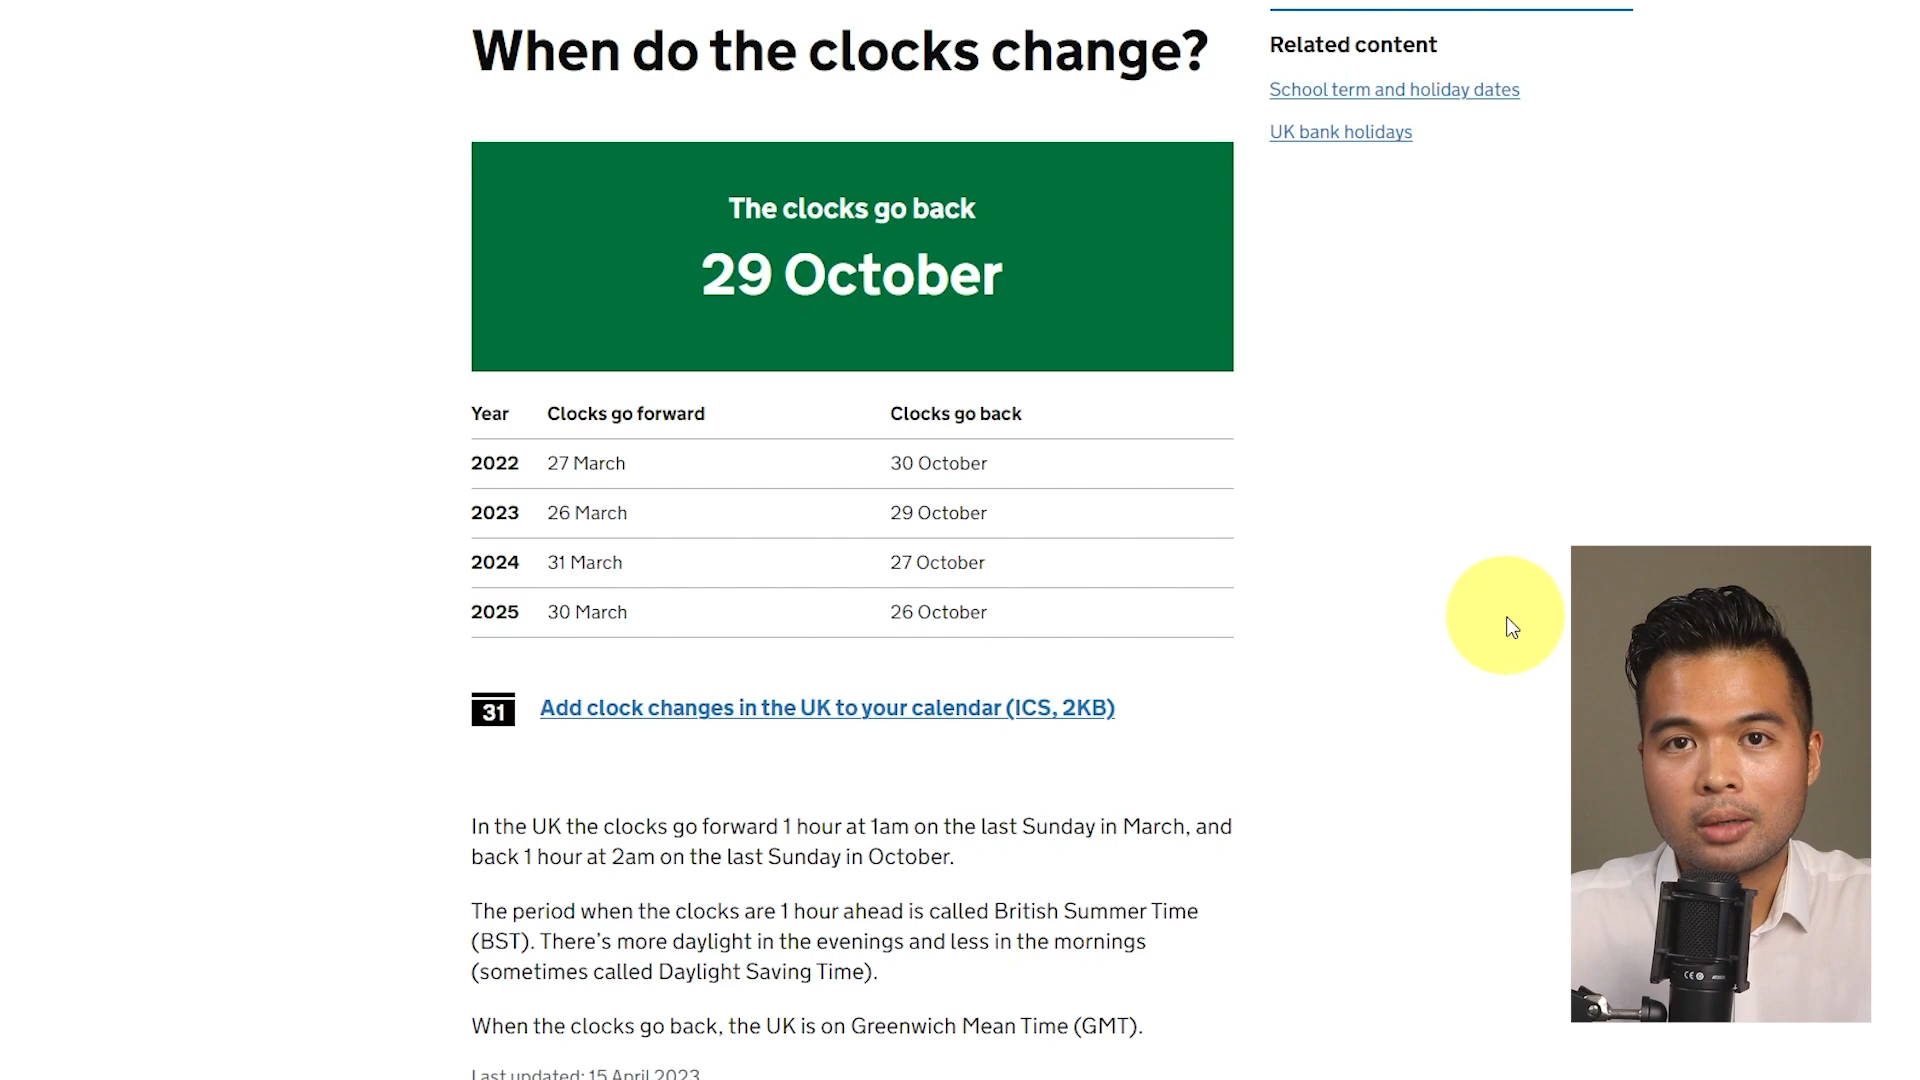 When do the clocks change?
The clocks go back
29 October
Year Clocks go forward Clocks go back
2022 27 March 30 October
2023 26 March 29 October
2024 31 March 27 October
2025 30 March 26 October
31 Add clock changes in the UK to your calendar (ICS, 2KB)
In the UK the clocks go forward 1 hour at 1am on the last Sunday in March, and
back 1 hour at 2am on the last Sunday in October.
The period when the clocks are 1 hour ahead is called British Summer Time
(BST). There’s more daylight in the evenings and less in the mornings
(sometimes called Daylight Saving Time).
When the clocks go back, the UK is on Greenwich Mean Time (GMT).
Last updated: 15 April 2023
Related content
School term and holiday dates
UK bank holidays
CE